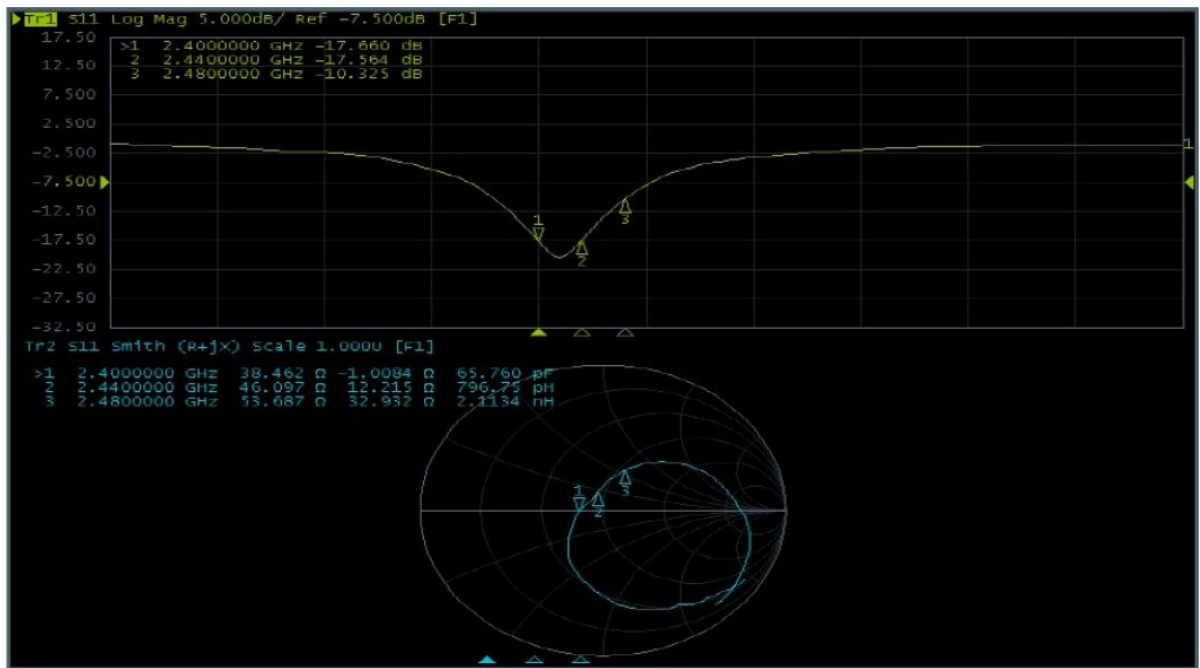 Tr1 S11 Log Mag 5.000dB/ Ref -7.500dB [F1]
17.50
>1 2.4000000 GHz -17.660 dB
2 2.4400000 GHz -17.564 dB
3 2.4800000 GHz -10.325 dB
12.50
7.500
2.500
-2.500
1
-7.500
-12.50
1
3
-17.50
2
-22.50
-27.50
-32.50
Tr2 S11 Smith (R+jX) Scale 1.000U [F1]
>1 2.4000000 GHz 38.462 Ω -1.0084 Ω 65.760 pF
2 2.4400000 GHz 46.097 Ω 12.215 Ω 796.75 pH
3 2.4800000 GHz 53.687 Ω 32.932 Ω 2.1134 nH
1
3
2